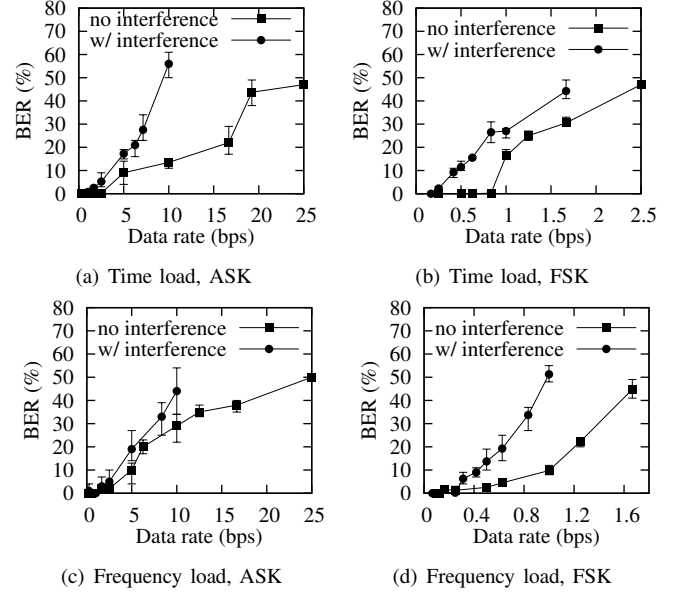 80
70
60
50
40
30
20
10
0
BER (%)
no interference
w/ interference
0 5 10 15 20 25
Data rate (bps)
(a) Time load, ASK
80
70
60
50
40
30
20
10
0
BER (%)
no interference
w/ interference
0 0.5 1 1.5 2 2.5
Data rate (bps)
(b) Time load, FSK
80
70
60
50
40
30
20
10
0
BER (%)
no interference
w/ interference
0 5 10 15 20 25
Data rate (bps)
(c) Frequency load, ASK
80
70
60
50
40
30
20
10
0
BER (%)
no interference
w/ interference
0 0.4 0.8 1.2 1.6
Data rate (bps)
(d) Frequency load, FSK